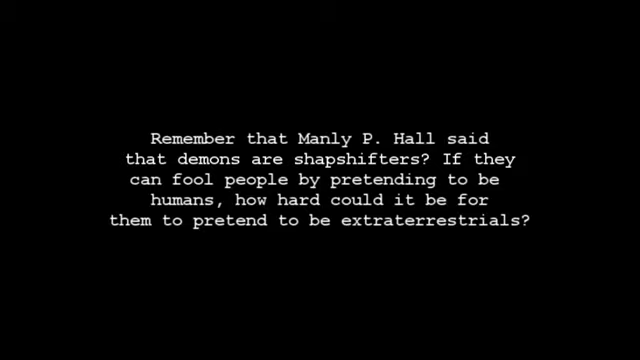 Remember that Manly P. Hall said
that demons are shapshifters? If they
can fool people by pretending to be
humans, how hard could it be for
them to pretend to be extraterrestrials?